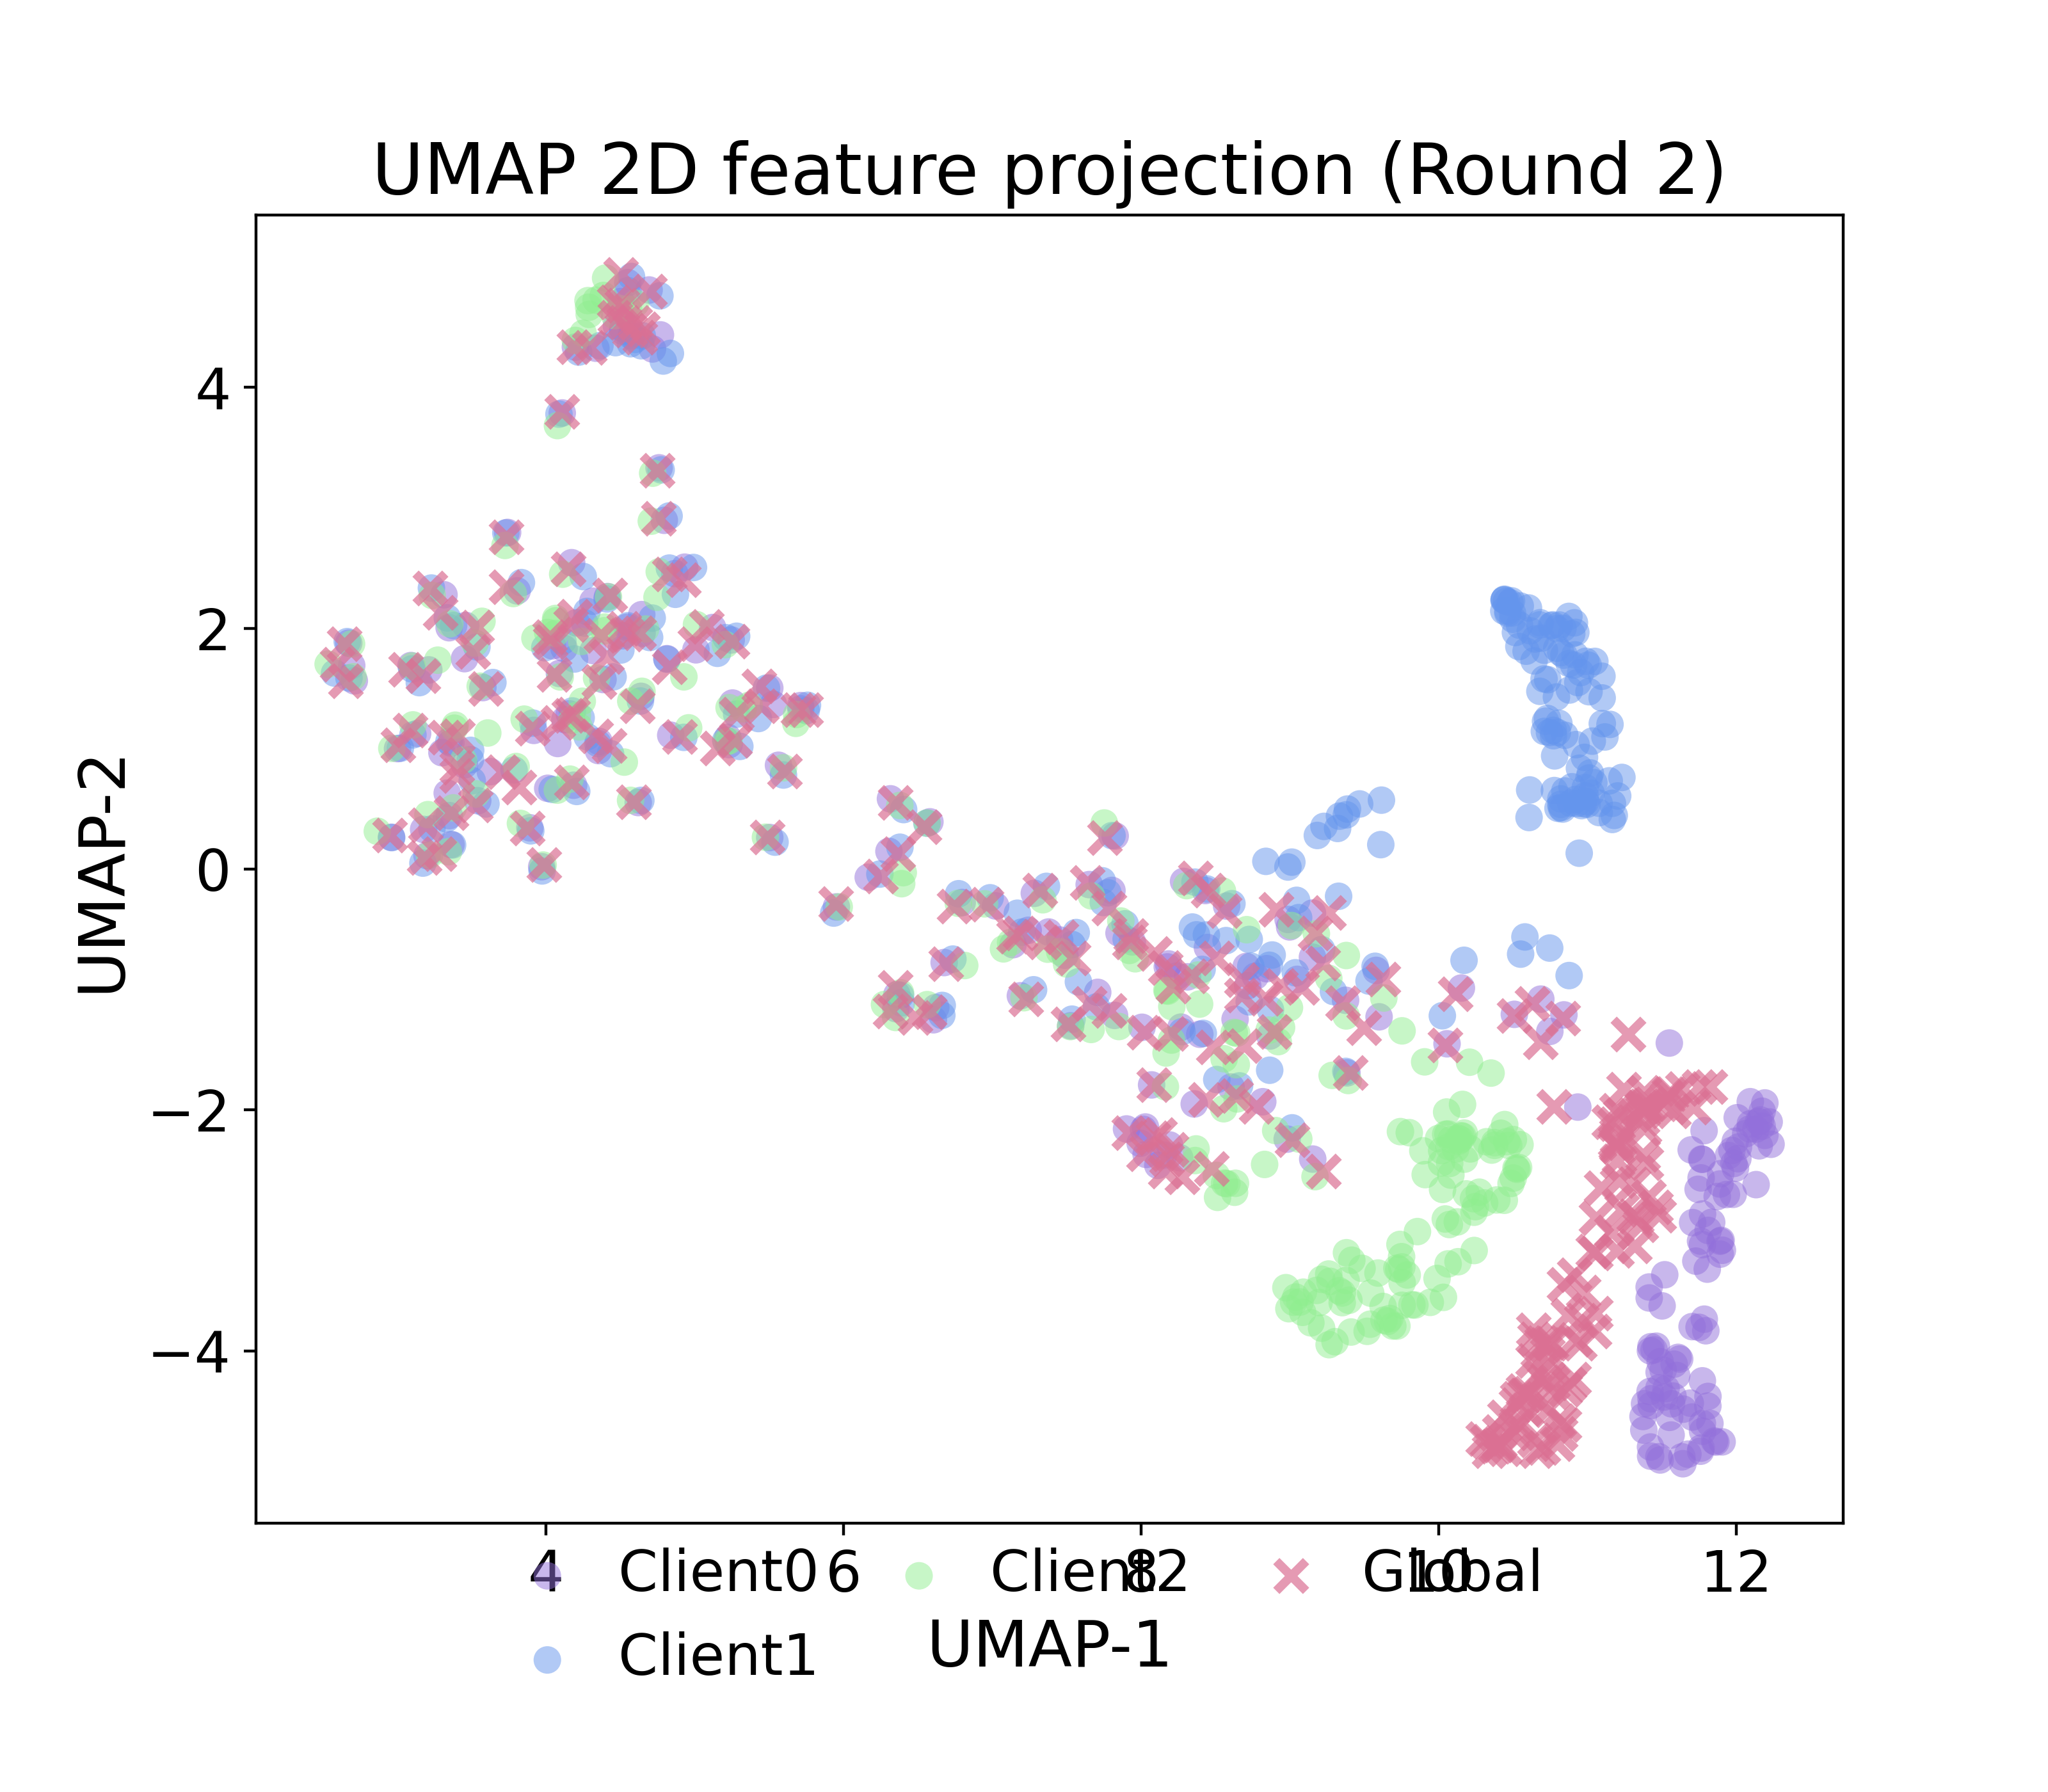 UMAP 2D feature projection (Round 2)
4
2
0
−2
−4
UMAP-2
4 6 8 10 12
Client0 Client2 Global
Client1
UMAP-1